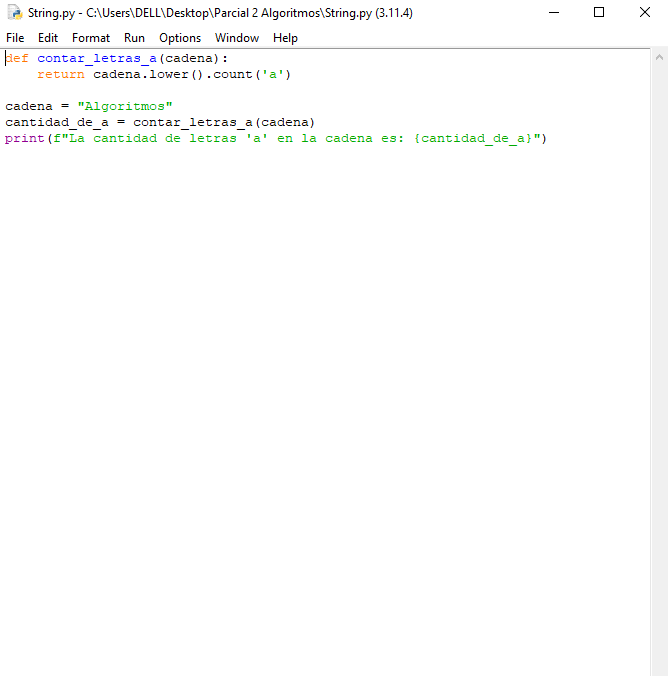 String.py - C:\Users\DELL\Desktop\Parcial 2 Algoritmos\String.py (3.11.4)
File Edit Format Run Options Window Help
def contar_letras_a(cadena):
    return cadena.lower().count('a')

cadena = "Algoritmos"
cantidad_de_a = contar_letras_a(cadena)
print(f"La cantidad de letras 'a' en la cadena es: {cantidad_de_a}")